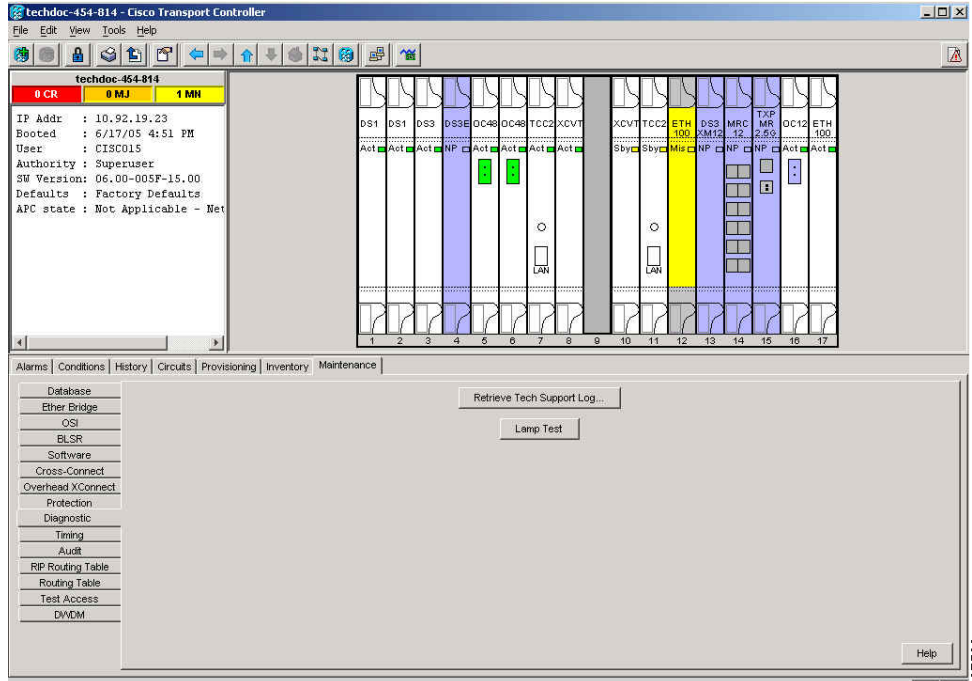 techdoc-454-814 - Cisco Transport Controller
File Edit View Tools Help
techdoc-454-814
0 CR 0 MJ 1 MN
IP Addr : 10.92.19.23
Booted : 6/17/05 4:51 PM
User : CISCO15
Authority : Superuser
SW Version: 06.00-005F-15.00
Defaults : Factory Defaults
APC state : Not Applicable - Net
DS1 DS1 DS3 DS3E OC48 OC48 TCC2 XCVT XCVT TCC2 ETH 100 DS3 XM12 MRC 12 TXP MR 2.5G OC12 ETH 100
Act Act Act NP Act Act Act Act Sby Sby Mis NP NP NP Act Act
LAN LAN
1 2 3 4 5 6 7 8 9 10 11 12 13 14 15 16 17
Alarms Conditions History Circuits Provisioning Inventory Maintenance
Database
Ether Bridge
OSI
BLSR
Software
Cross-Connect
Overhead XConnect
Protection
Diagnostic
Timing
Audit
RIP Routing Table
Routing Table
Test Access
DWDM
Retrieve Tech Support Log...
Lamp Test
Help